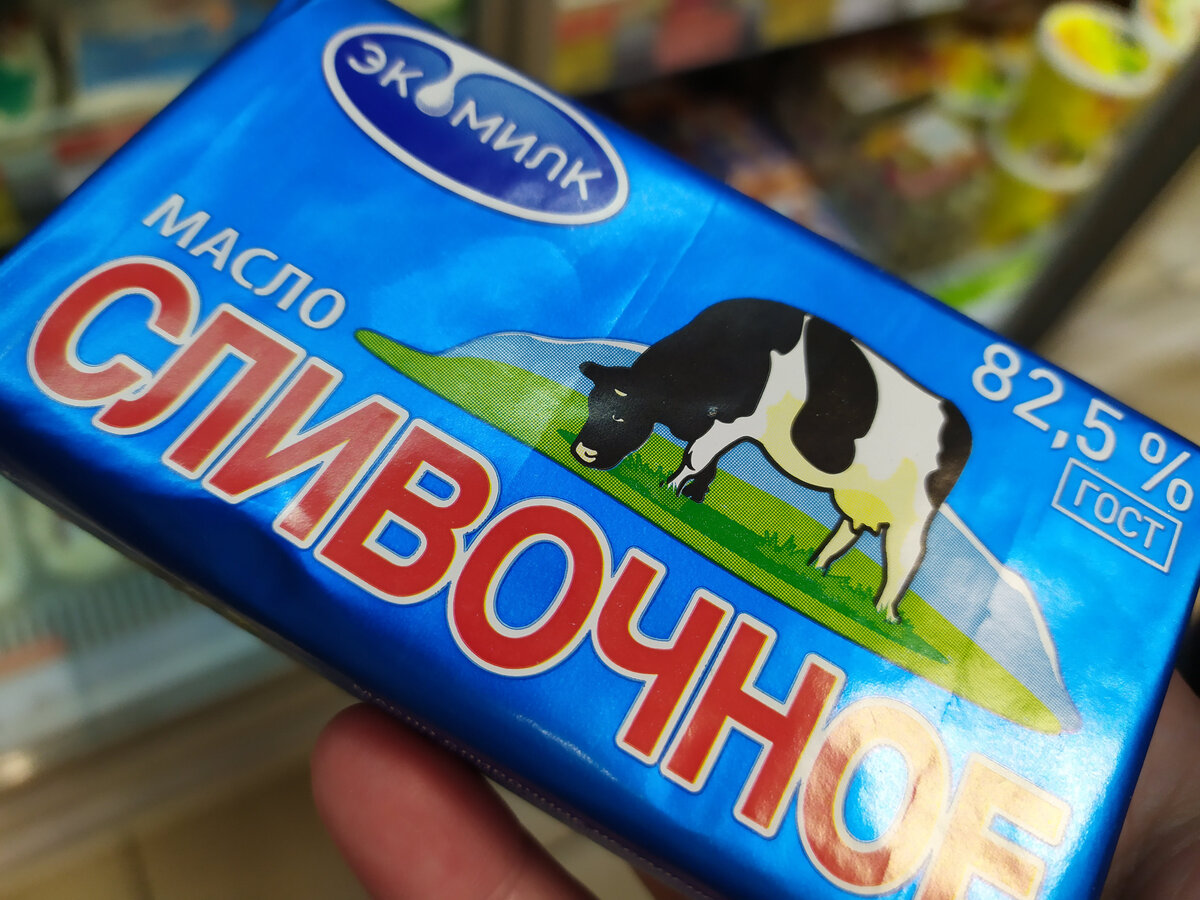 ЭКОМИЛК
МАСЛО
СЛИВОЧНОЕ
82,5 %
ГОСТ